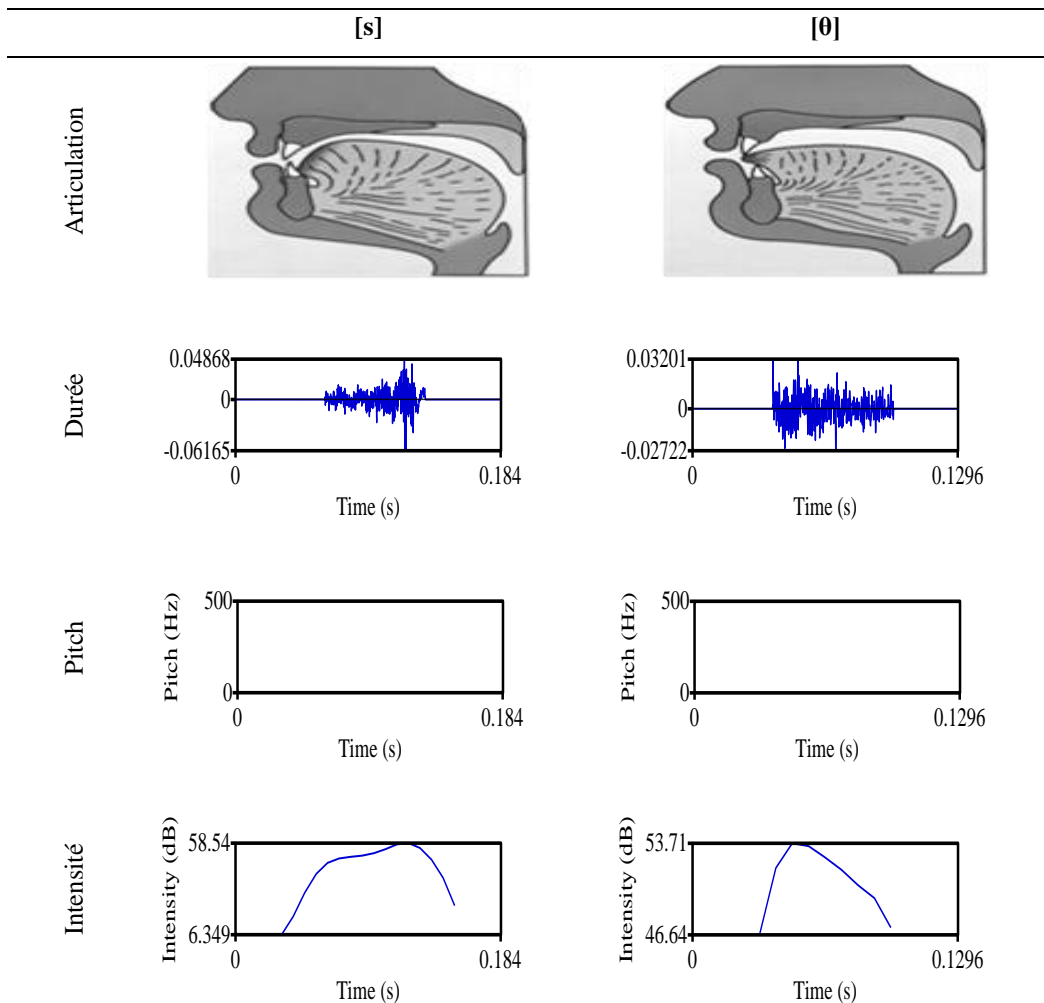 [s] [θ]
Articulation
Durée
0.04868 0.03201
0 0
-0.06165 -0.02722
0 0.184 0 0.1296
Time (s) Time (s)
Pitch
Pitch (Hz) Pitch (Hz)
500 500
0 0
0 0.184 0 0.1296
Time (s) Time (s)
Intensité
Intensity (dB) Intensity (dB)
58.54 53.71
6.349 46.64
0 0.184 0 0.1296
Time (s) Time (s)